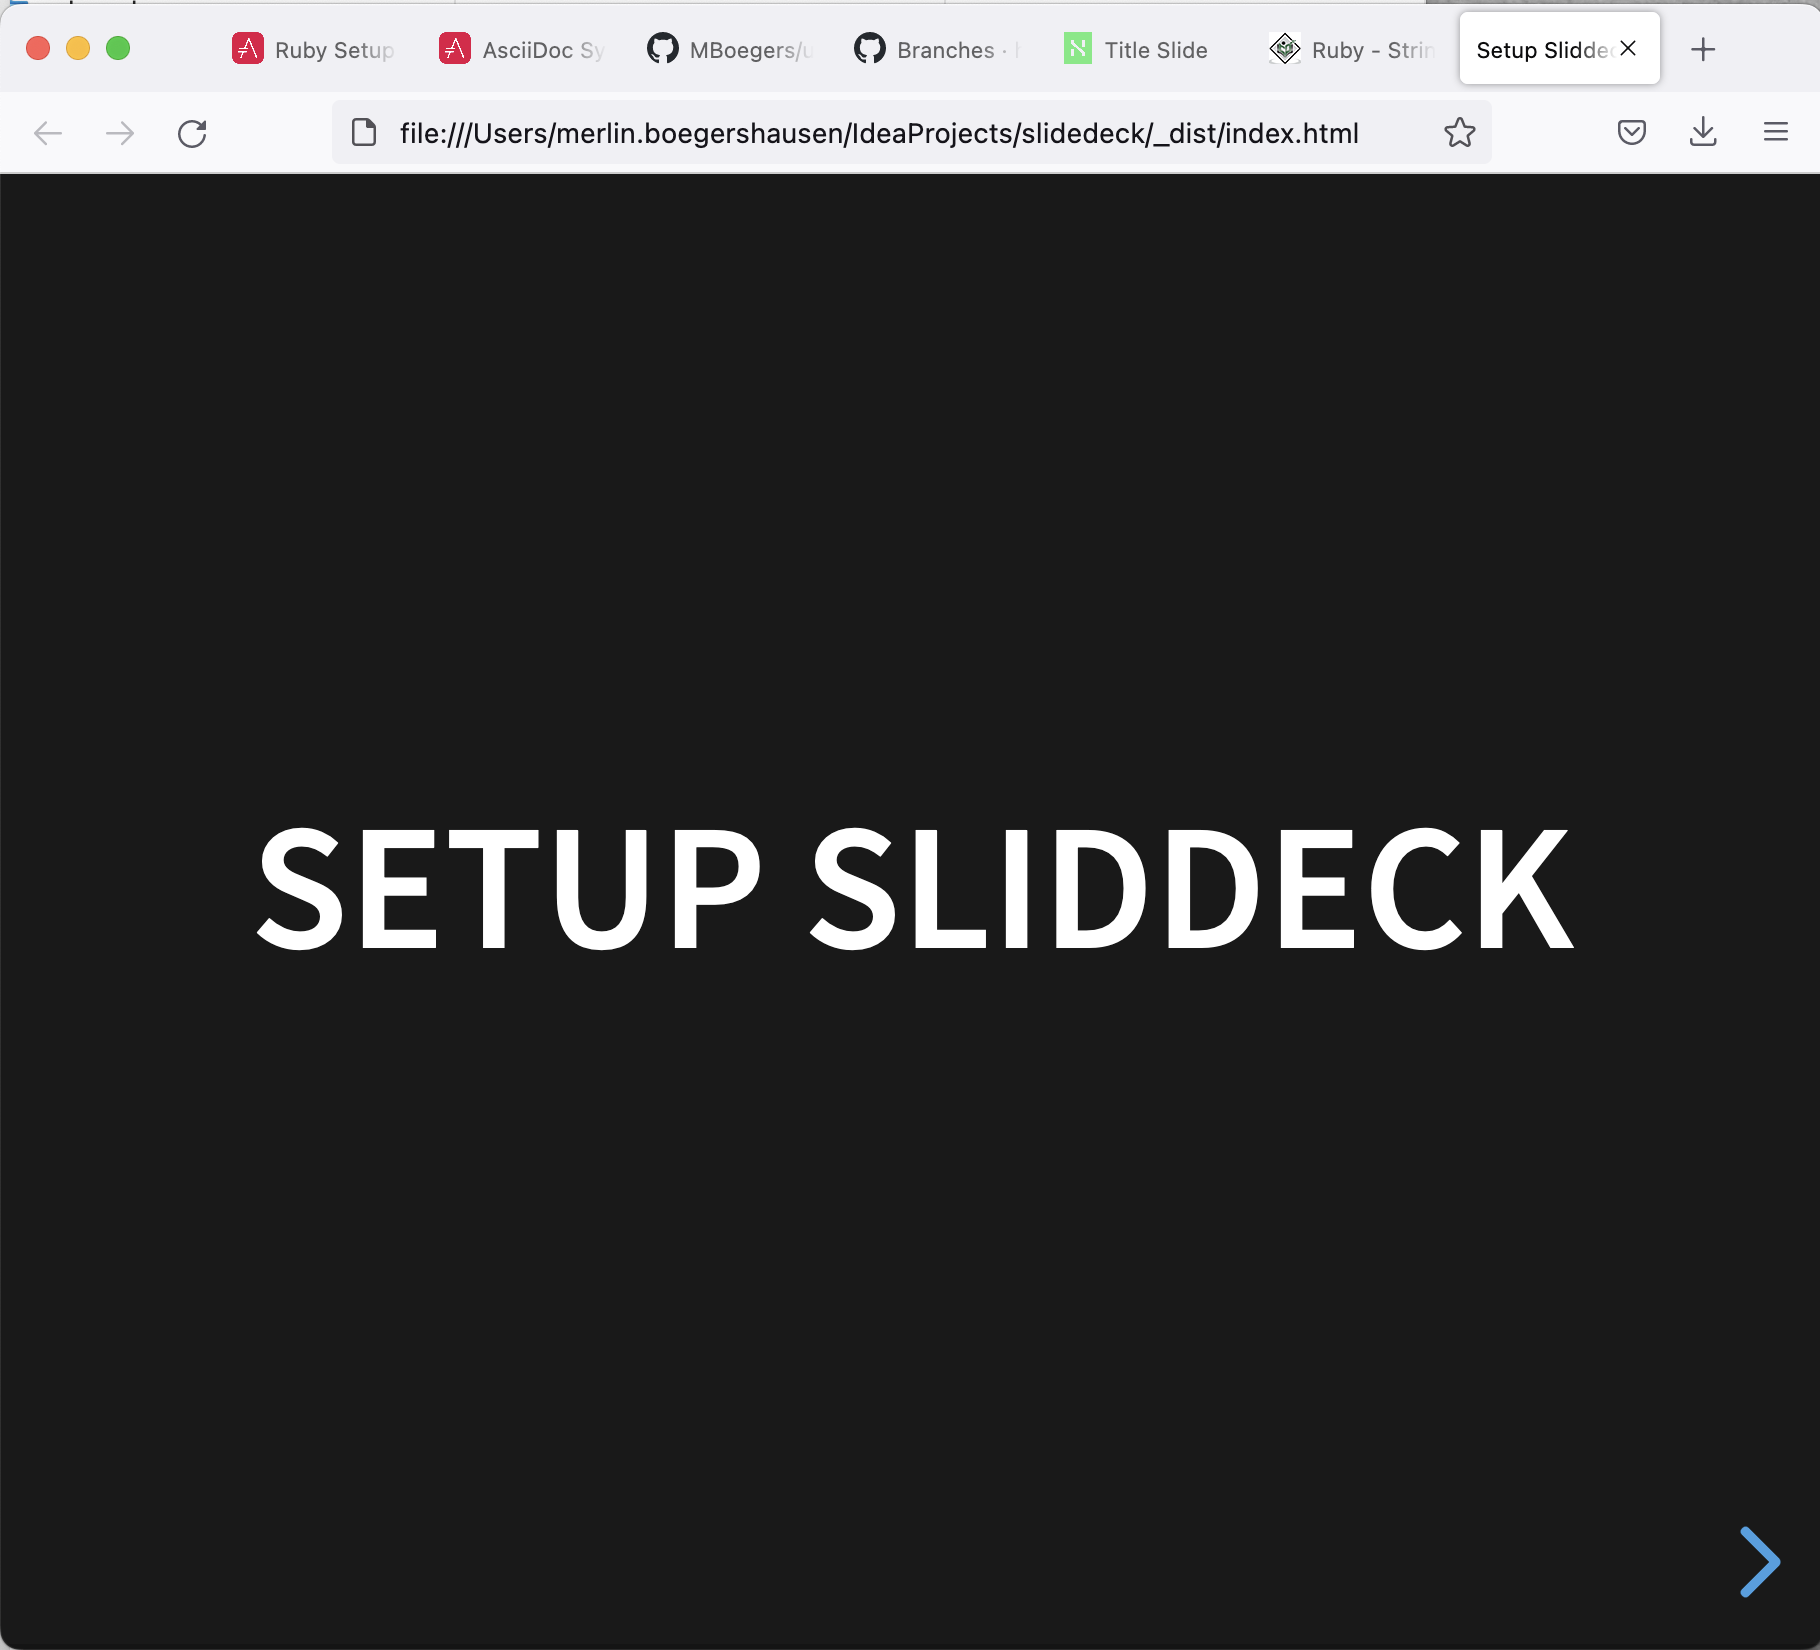 Ruby Setup
AsciiDoc Sy
MBoegers/u
Branches ·
Title Slide
Ruby - Strin
Setup Slidde
file:///Users/merlin.boegershausen/IdeaProjects/slidedeck/_dist/index.html
SETUP SLIDDECK